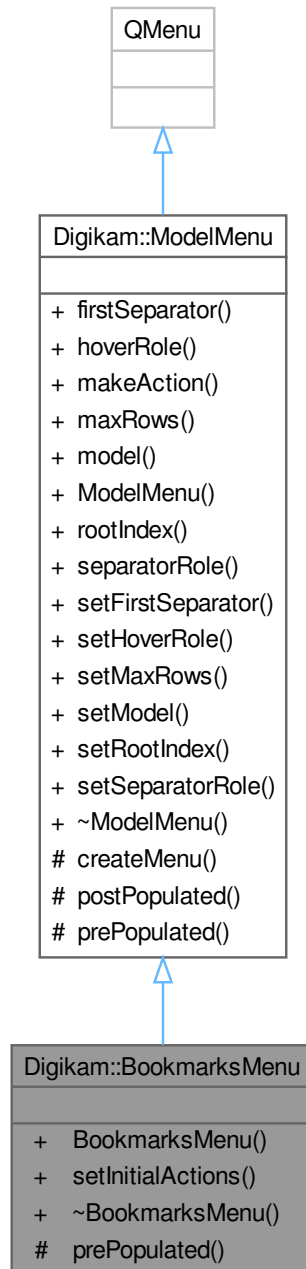 QMenu
Digikam::ModelMenu
+ firstSeparator()
+ hoverRole()
+ makeAction()
+ maxRows()
+ model()
+ ModelMenu()
+ rootIndex()
+ separatorRole()
+ setFirstSeparator()
+ setHoverRole()
+ setMaxRows()
+ setModel()
+ setRootIndex()
+ setSeparatorRole()
+ ~ModelMenu()
# createMenu()
# postPopulated()
# prePopulated()
Digikam::BookmarksMenu
+ BookmarksMenu()
+ setInitialActions()
+ ~BookmarksMenu()
# prePopulated()